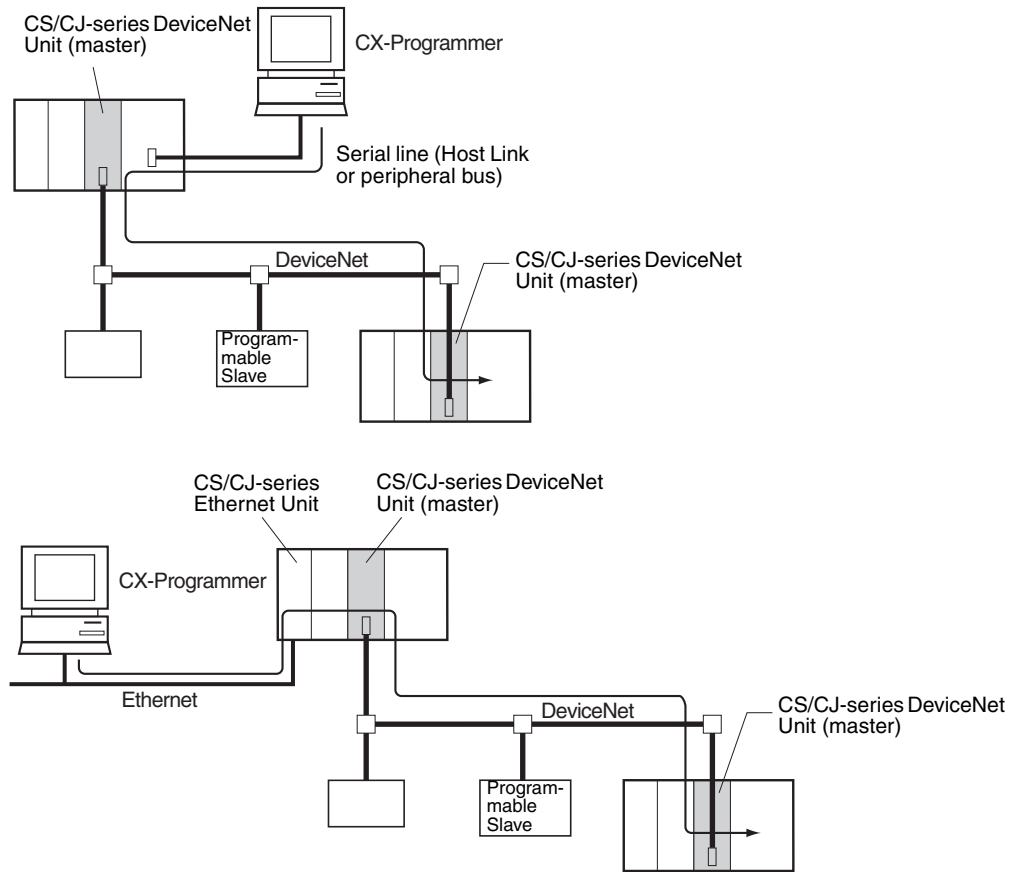 CS/CJ-series DeviceNet
Unit (master)
CX-Programmer
Serial line (Host Link
or peripheral bus)
DeviceNet
CS/CJ-series DeviceNet
Unit (master)
Program-
mable
Slave
CS/CJ-series
Ethernet Unit
CS/CJ-series DeviceNet
Unit (master)
CX-Programmer
Ethernet
DeviceNet
CS/CJ-series DeviceNet
Unit (master)
Program-
mable
Slave